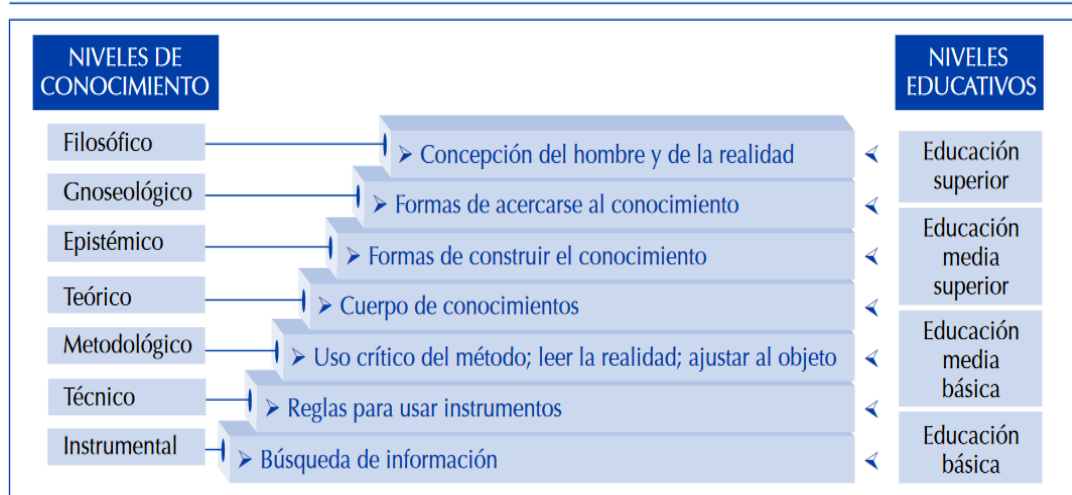 NIVELES DE
CONOCIMIENTO
NIVELES
EDUCATIVOS
Filosófico
➤ Concepción del hombre y de la realidad
Educación
superior
Gnoseológico
➤ Formas de acercarse al conocimiento
Epistémico
➤ Formas de construir el conocimiento
Educación
media
superior
Teórico
➤ Cuerpo de conocimientos
Metodológico
➤ Uso crítico del método; leer la realidad; ajustar al objeto
Educación
media
básica
Técnico
➤ Reglas para usar instrumentos
Instrumental
➤ Búsqueda de información
Educación
básica